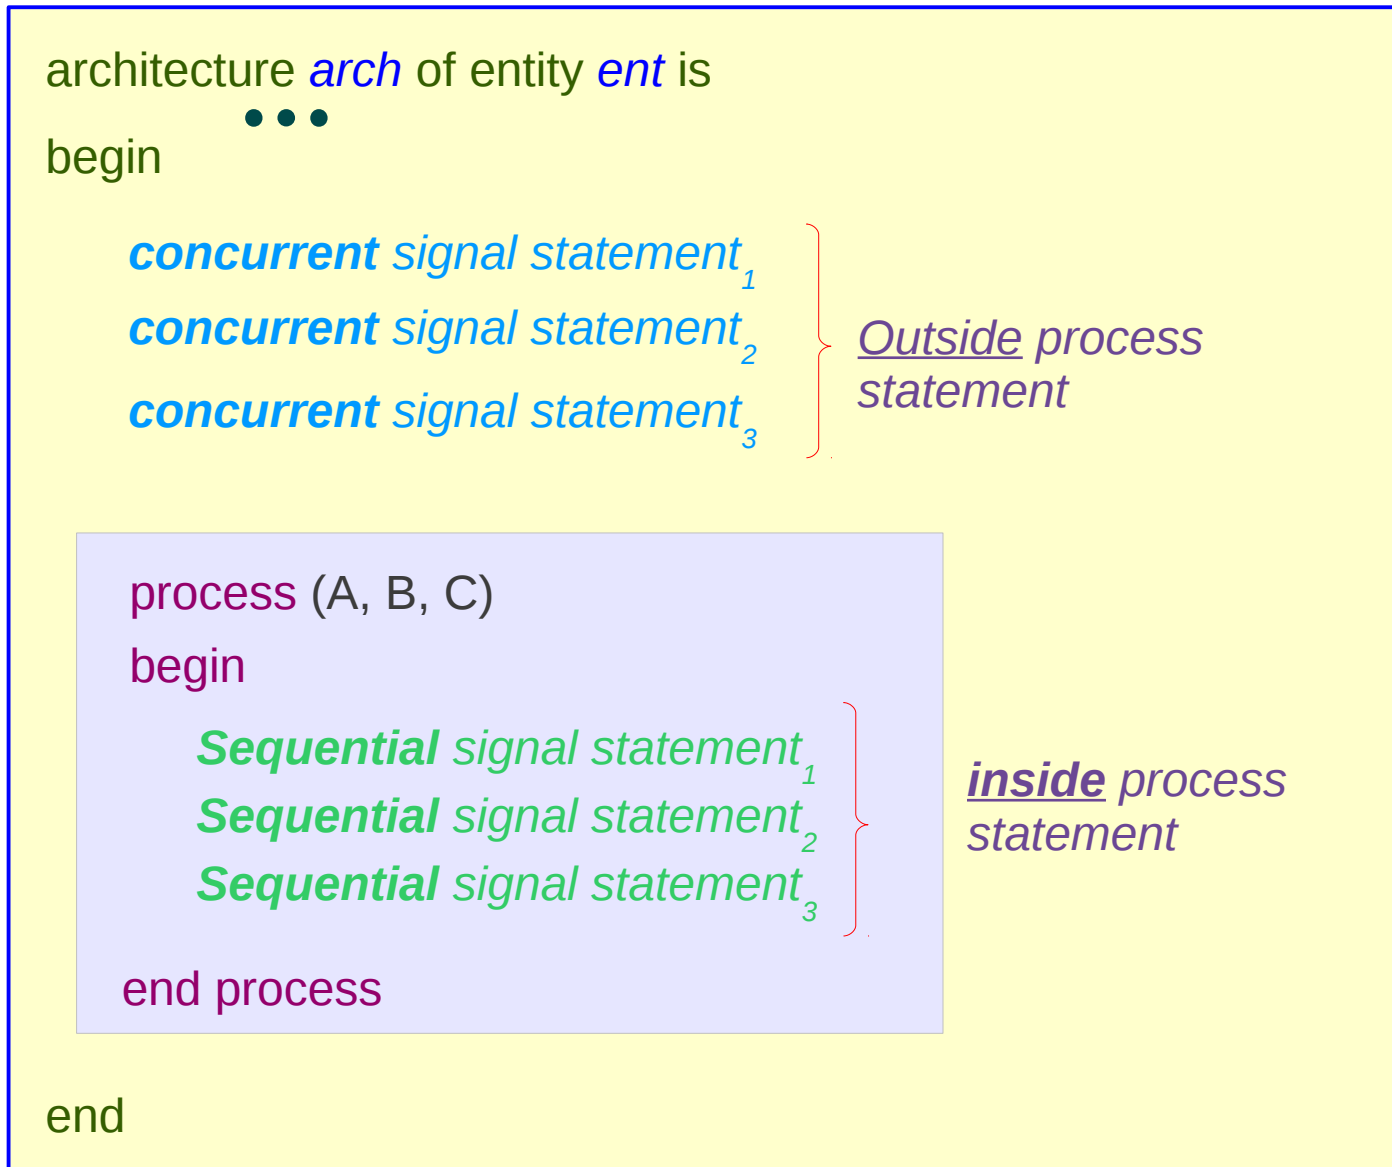 architecture arch of entity ent is
•••
begin
concurrent signal statement1
concurrent signal statement2
concurrent signal statement3
Outside process
statement
process (A, B, C)
begin
Sequential signal statement1
Sequential signal statement2
Sequential signal statement3
inside process
statement
end process
end